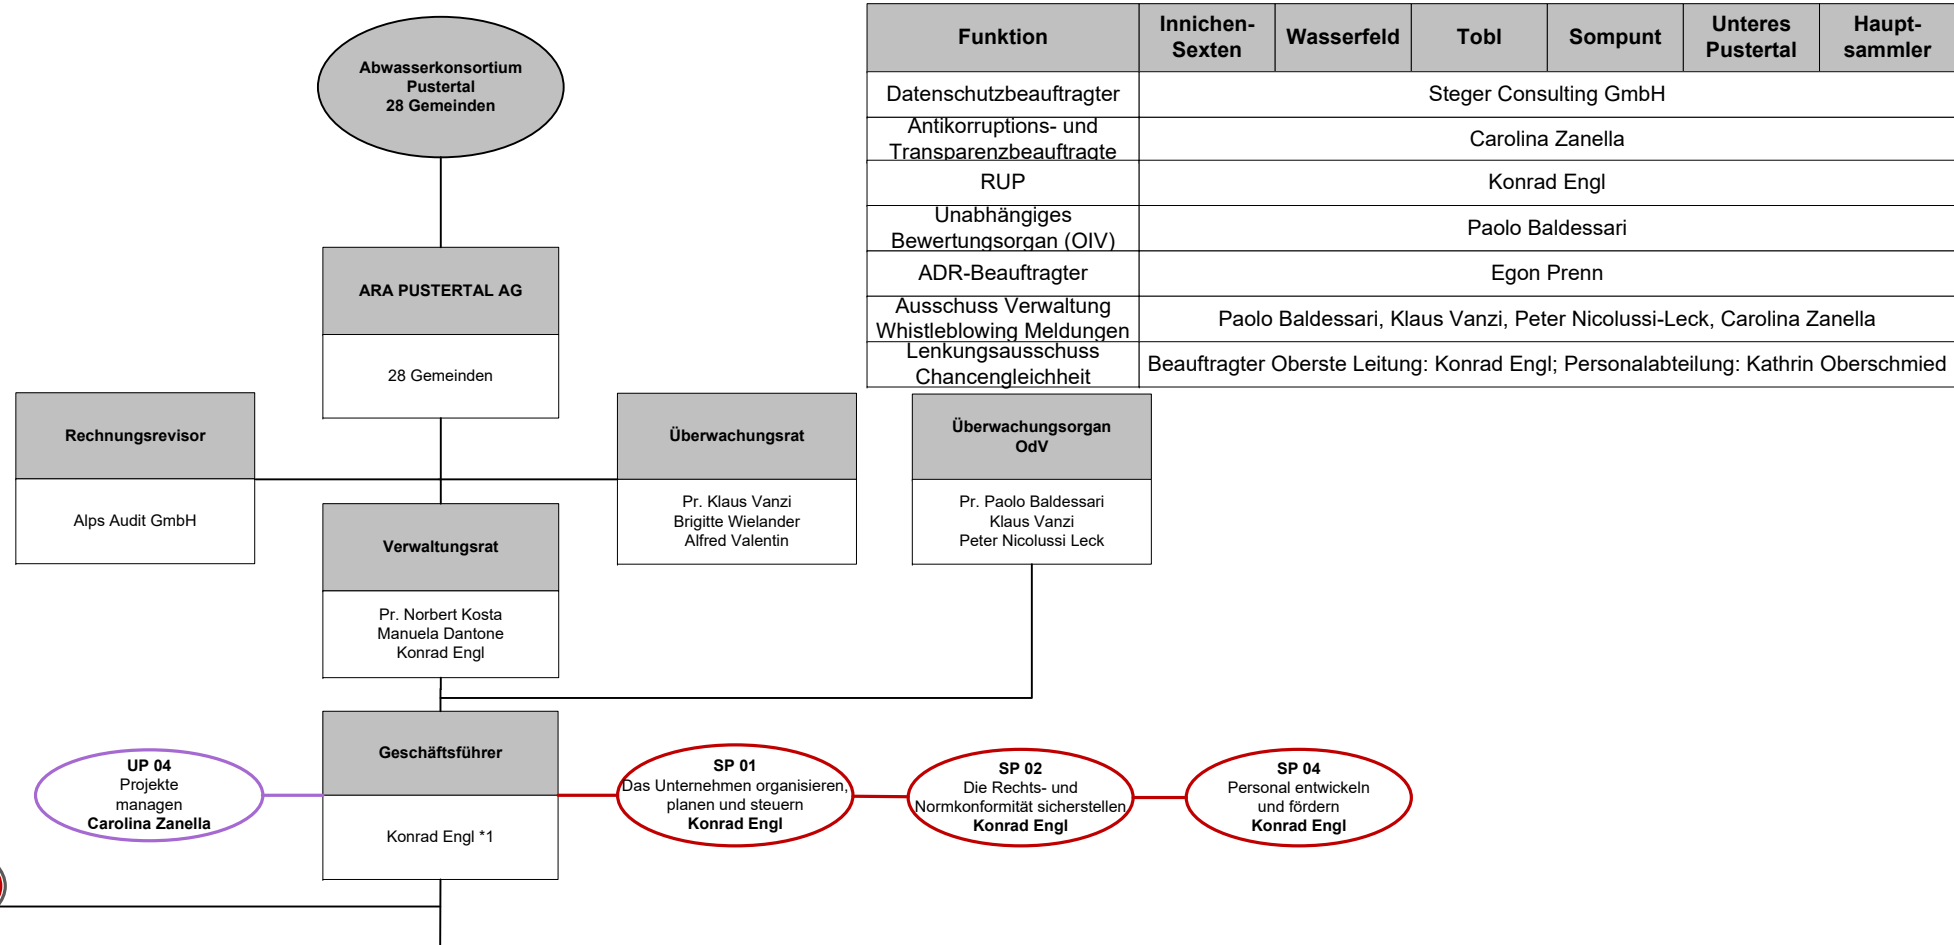 Abwasserkonsortium
Pustertal
28 Gemeinden
Funktion
Innichen-
Sexten
Wasserfeld
Tobl
Sompunt
Unteres
Pustertal
Haupt-
sammler
Datenschutzbeauftragter
Steger Consulting GmbH
Antikorruptions- und
Transparenzbeauftragte
Carolina Zanella
RUP
Konrad Engl
Unabhängiges
Bewertungsorgan (OIV)
Paolo Baldessari
ADR-Beauftragter
Egon Prenn
Ausschuss Verwaltung
Whistleblowing Meldungen
Paolo Baldessari, Klaus Vanzi, Peter Nicolussi-Leck, Carolina Zanella
Lenkungsausschuss
Chancengleichheit
Beauftragter Oberste Leitung: Konrad Engl; Personalabteilung: Kathrin Oberschmied
ARA PUSTERTAL AG
28 Gemeinden
Rechnungsrevisor
Alps Audit GmbH
Überwachungsrat
Pr. Klaus Vanzi
Brigitte Wielander
Alfred Valentin
Überwachungsorgan
OdV
Pr. Paolo Baldessari
Klaus Vanzi
Peter Nicolussi Leck
Verwaltungsrat
Pr. Norbert Kosta
Manuela Dantone
Konrad Engl
Geschäftsführer
Konrad Engl *1
UP 04
Projekte
managen
Carolina Zanella
SP 01
Das Unternehmen organisieren,
planen und steuern
Konrad Engl
SP 02
Die Rechts- und
Normkonformität sicherstellen
Konrad Engl
SP 04
Personal entwickeln
und fördern
Konrad Engl